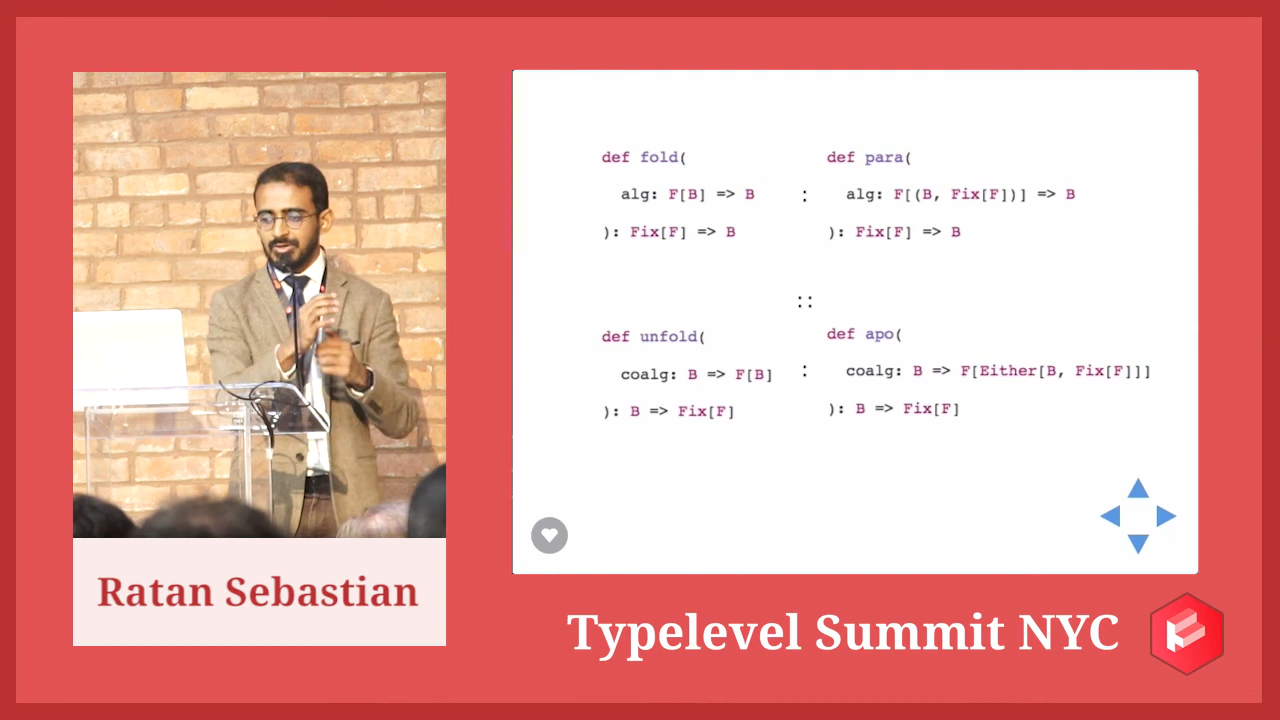 def fold(
alg: F[B] => B
): Fix[F] => B
:
def para(
alg: F[(B, Fix[F])] => B
): Fix[F] => B
::
def unfold(
coalg: B => F[B]
): B => Fix[F]
:
def apo(
coalg: B => F[Either[B, Fix[F]]]
): B => Fix[F]
Ratan Sebastian
Typelevel Summit NYC